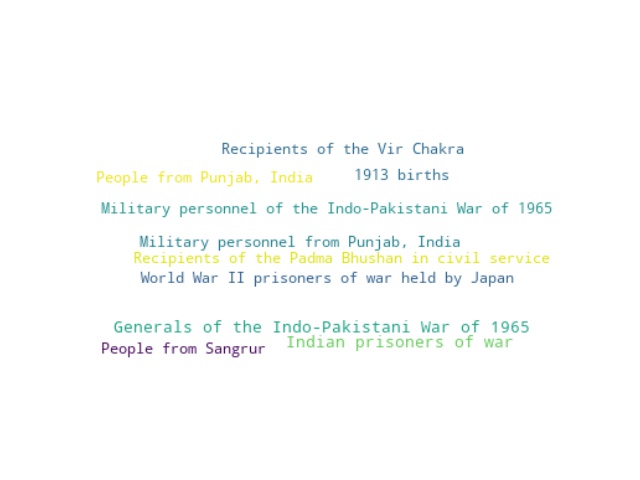 Recipients of the Vir Chakra
People from Punjab, India
1913 births
Military personnel of the Indo-Pakistani War of 1965
Military personnel from Punjab, India
Recipients of the Padma Bhushan in civil service
World War II prisoners of war held by Japan
Generals of the Indo-Pakistani War of 1965
Indian prisoners of war
People from Sangrur